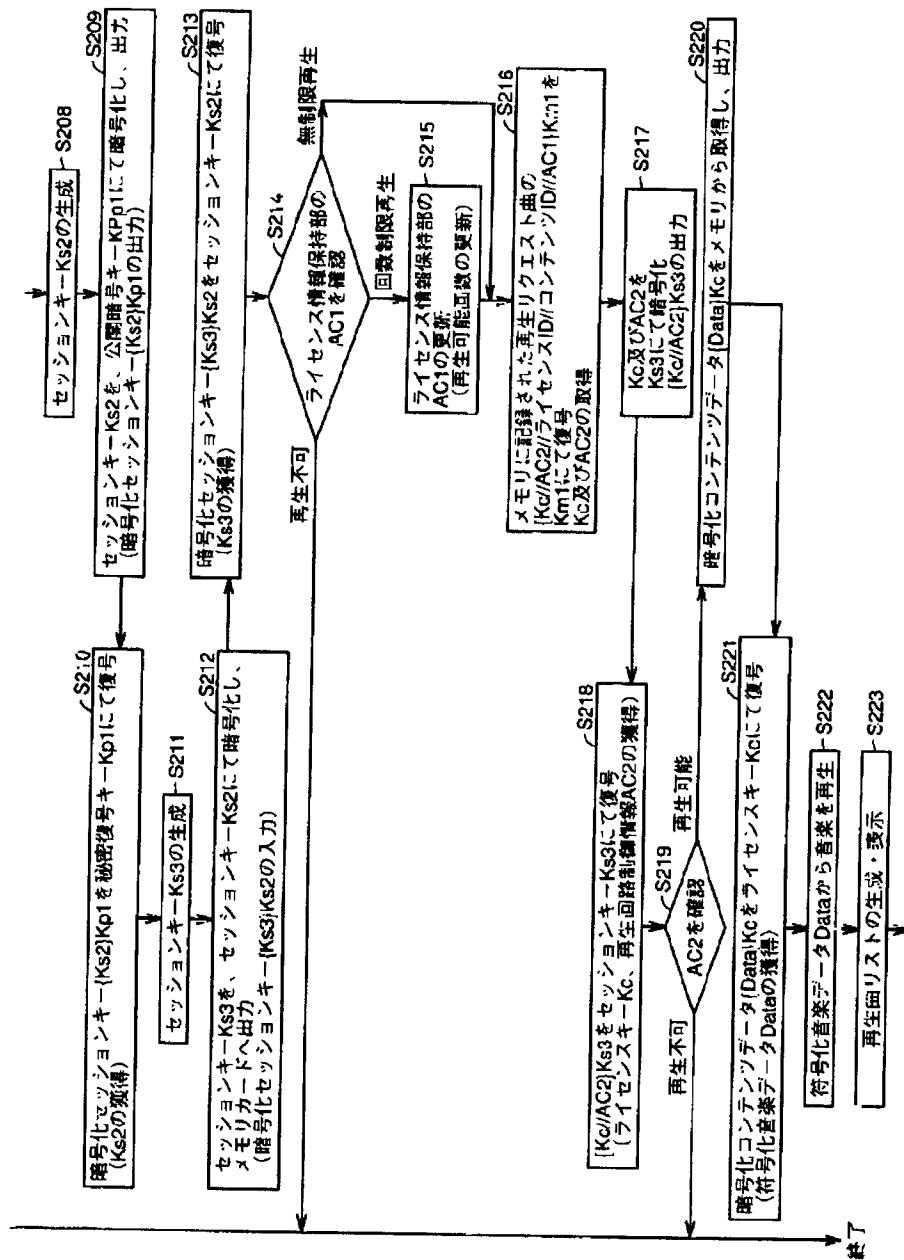 S208
セッションキーKs2の生成
S209
セッションキーKs2を、公開暗号キーKPp1にて暗号化し、出力
(暗号化セッションキー{Ks2}Kp1の出力)
S210
暗号化セッションキー{Ks2}Kp1を秘密復号キーKp1にて復号
(Ks2の獲得)
S211
セッションキーKs3の生成
S212
セッションキーKs3を、セッションキーKs2にて暗号化し、
メモリカードへ出力
(暗号化セッションキー{Ks3}Ks2の入力)
S213
暗号化セッションキー{Ks3}Ks2をセッションキーKs2にて復号
(Ks3の獲得)
S214
ライセンス情報保持部の
AC1を確認
再生不可
無制限再生
回数制限再生
S215
ライセンス情報保持部の
AC1の更新
(再生可能回数の更新)
S216
メモリに記録された再生リクエスト曲の
{Kc//AC2//ライセンスID//コンテンツID//AC1}Km1を
Km1にて復号
Kc及びAC2の取得
S217
Kc及びAC2を
Ks3にて暗号化
{Kc//AC2}Ks3の出力
S218
{Kc//AC2}Ks3をセッションキーKs3にて復号
(ライセンスキーKc、再生回路制御情報AC2の獲得)
S219
AC2を確認
再生不可
再生可能
S220
暗号化コンテンツデータ{Data}Kcをメモリから取得し、出力
S221
暗号化コンテンツデータ{Data}KcをライセンスキーKcにて復号
(符号化音楽データDataの獲得)
S222
符号化音楽データDataから音楽を再生
S223
再生曲リストの生成・表示
終了